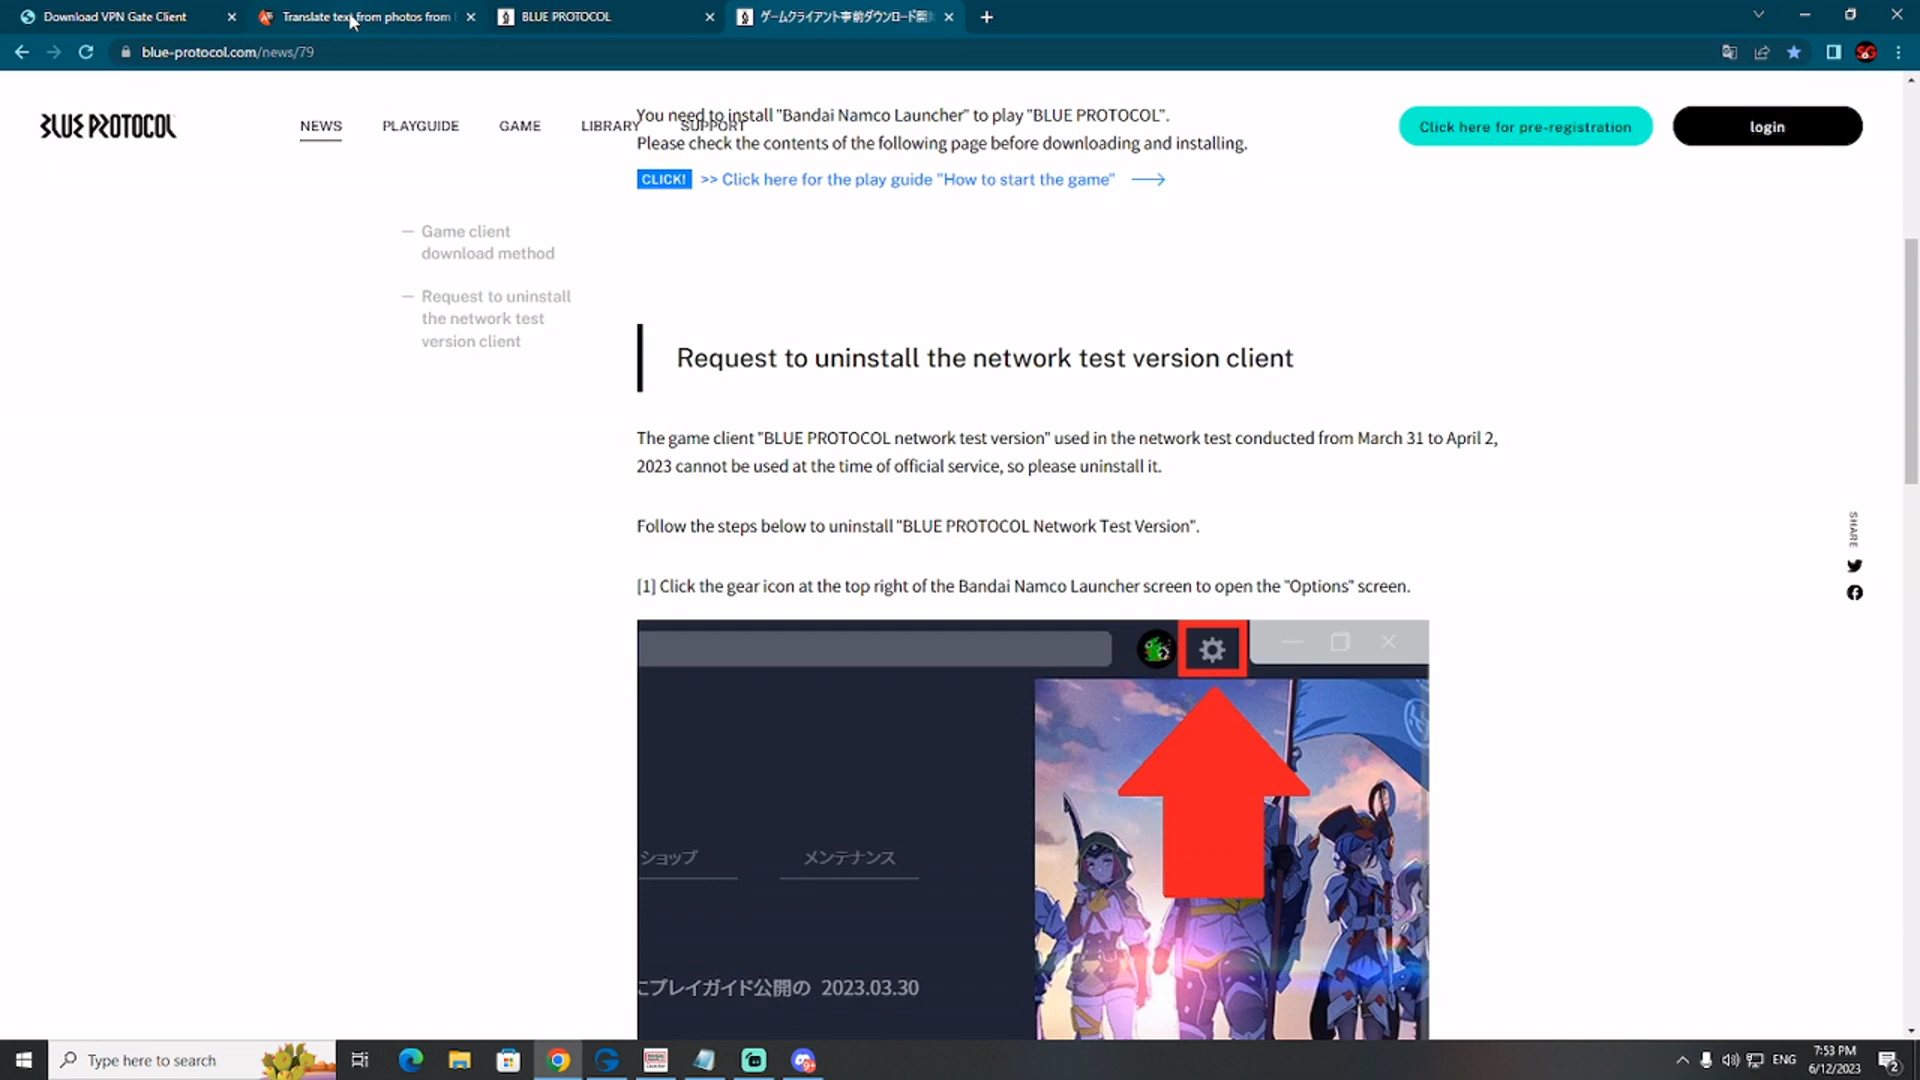 Download VPN Gate Client
Translate text from photos from
BLUE PROTOCOL
ゲームクライアント事前ダウンロード開
blue-protocol.com/news/79
BLUE PROTOCOL
NEWS
PLAYGUIDE
GAME
LIBRARY
SUPPORT
Click here for pre-registration
login
You need to install "Bandai Namco Launcher" to play "BLUE PROTOCOL".
Please check the contents of the following page before downloading and installing.
CLICK! >> Click here for the play guide "How to start the game"
— Game client
download method
— Request to uninstall
the network test
version client
Request to uninstall the network test version client
The game client "BLUE PROTOCOL network test version" used in the network test conducted from March 31 to April 2,
2023 cannot be used at the time of official service, so please uninstall it.
Follow the steps below to uninstall "BLUE PROTOCOL Network Test Version".
[1] Click the gear icon at the top right of the Bandai Namco Launcher screen to open the "Options" screen.
SHARE
ショップ
メンテナンス
にプレイガイド公開の 2023.03.30
Type here to search
ENG
7:53 PM
6/12/2023
2